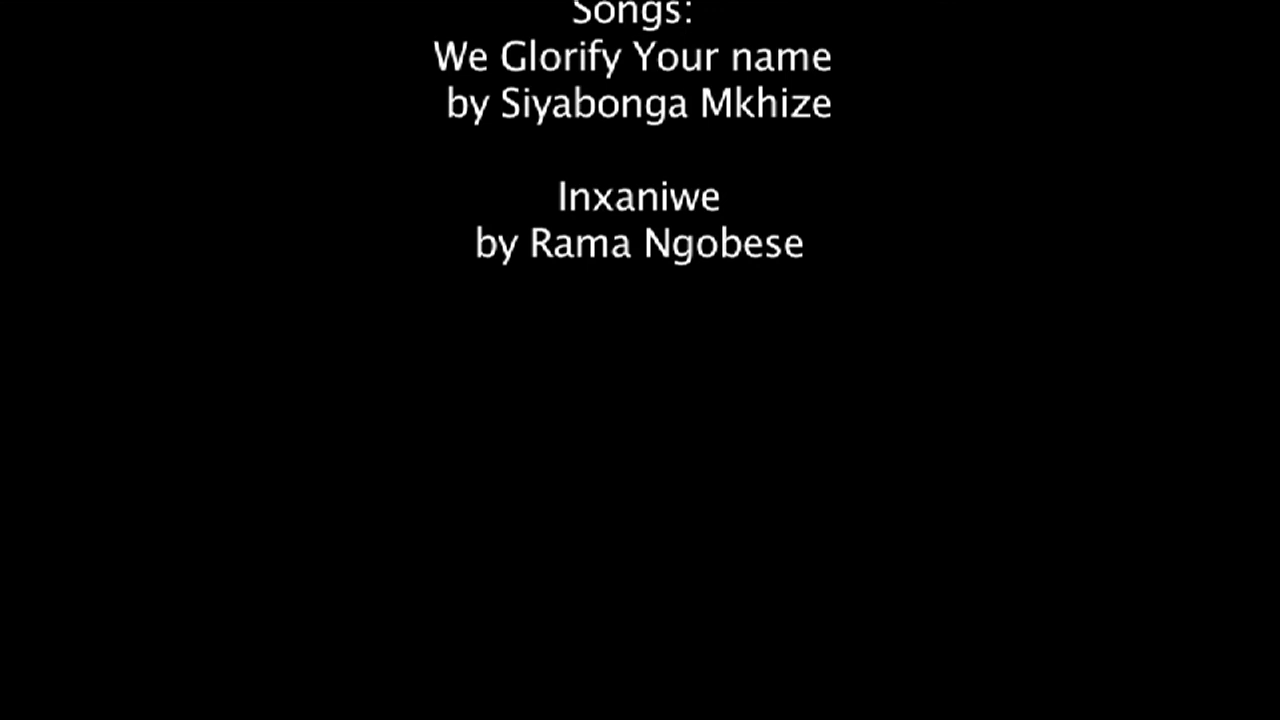 Songs:
We Glorify Your name
by Siyabonga Mkhize
Inxaniwe
by Rama Ngobese